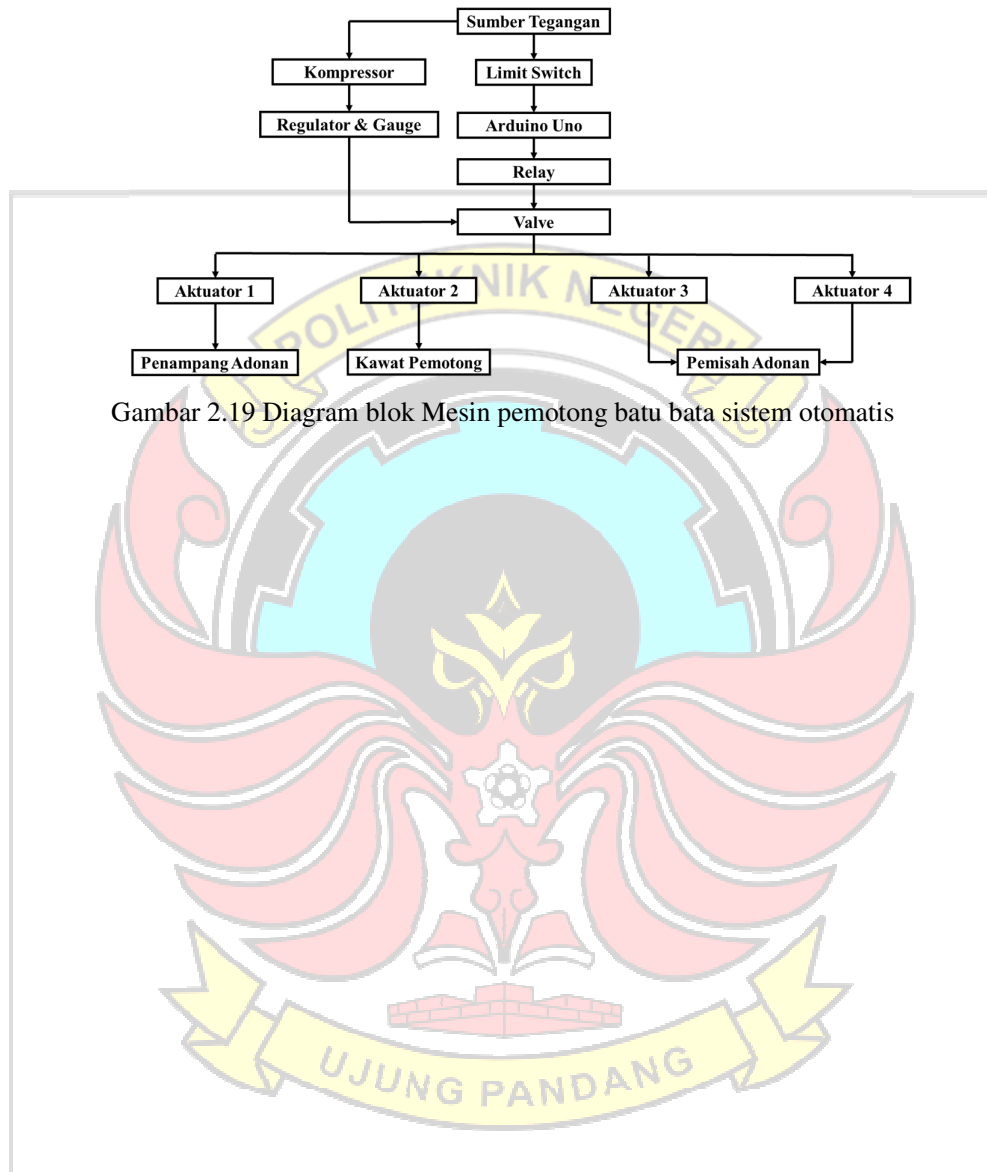 Sumber Tegangan
Kompressor
Limit Switch
Regulator & Gauge
Arduino Uno
Relay
Valve
Aktuator 1
Aktuator 2
Aktuator 3
Aktuator 4
Penampang Adonan
Kawat Pemotong
Pemisah Adonan
Gambar 2.19 Diagram blok Mesin pemotong batu bata sistem otomatis
POLITEKNIK NEGERI
UJUNG PANDANG